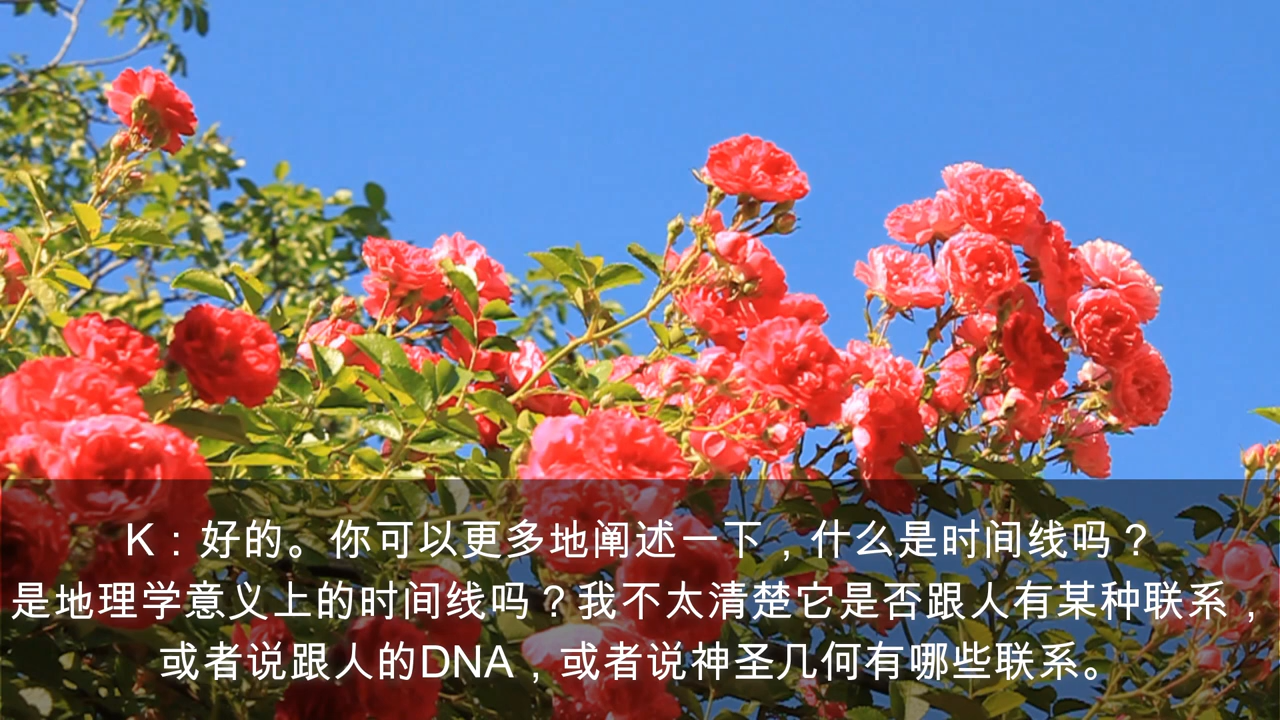 K：好的。你可以更多地阐述一下，什么是时间线吗？
是地理学意义上的时间线吗？我不太清楚它是否跟人有某种联系，
或者说跟人的DNA，或者说神圣几何有哪些联系。